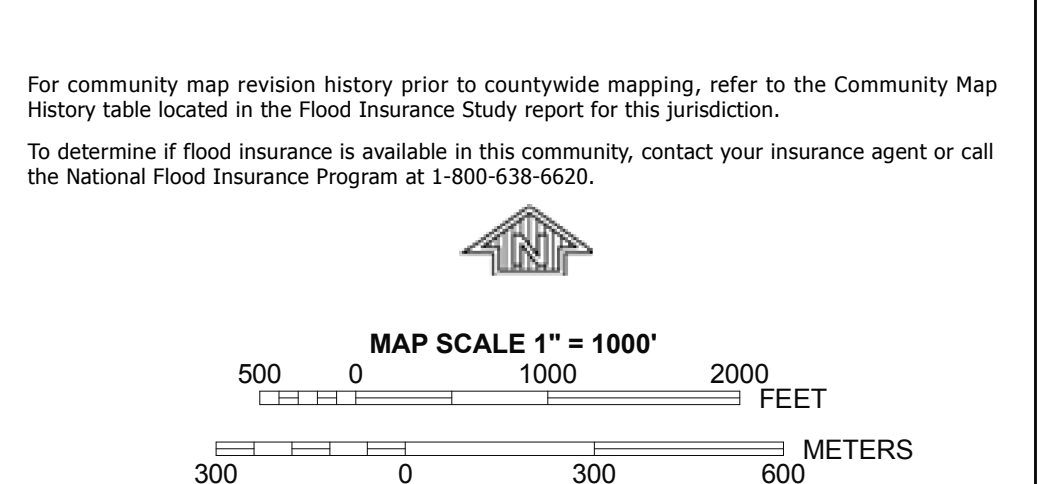 For community map revision history prior to countywide mapping, refer to the Community Map
History table located in the Flood Insurance Study report for this jurisdiction.
To determine if flood insurance is available in this community, contact your insurance agent or call
the National Flood Insurance Program at 1-800-638-6620.
N
MAP SCALE 1" = 1000'
500 0 1000 2000
FEET
METERS
300 0 300 600